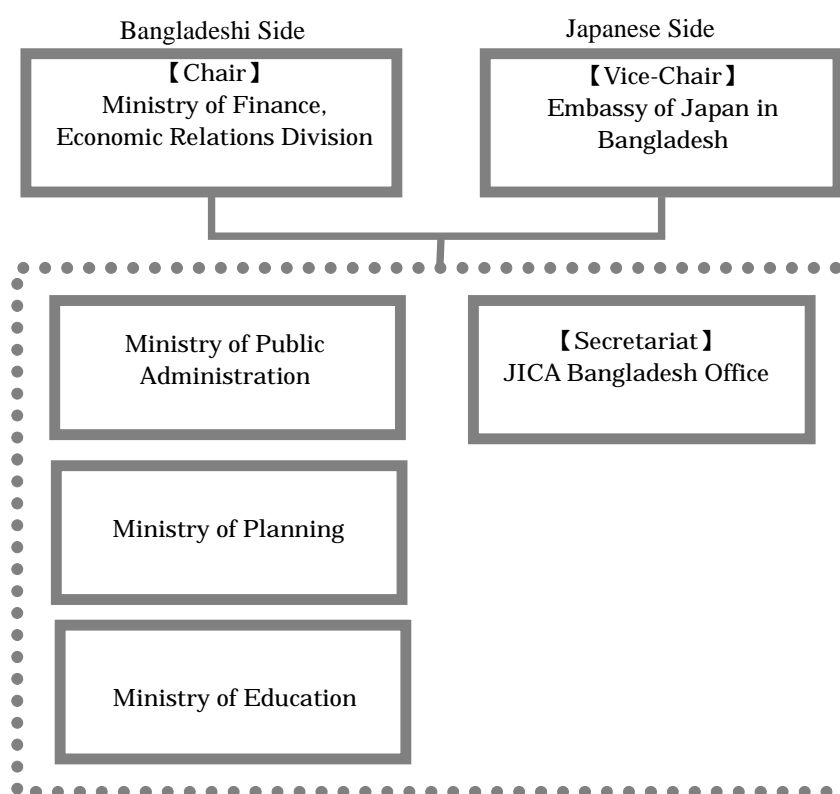 Bangladeshi Side
Japanese Side
【Chair】
Ministry of Finance,
Economic Relations Division
【Vice-Chair】
Embassy of Japan in
Bangladesh
Ministry of Public
Administration
【Secretariat】
JICA Bangladesh Office
Ministry of Planning
Ministry of Education